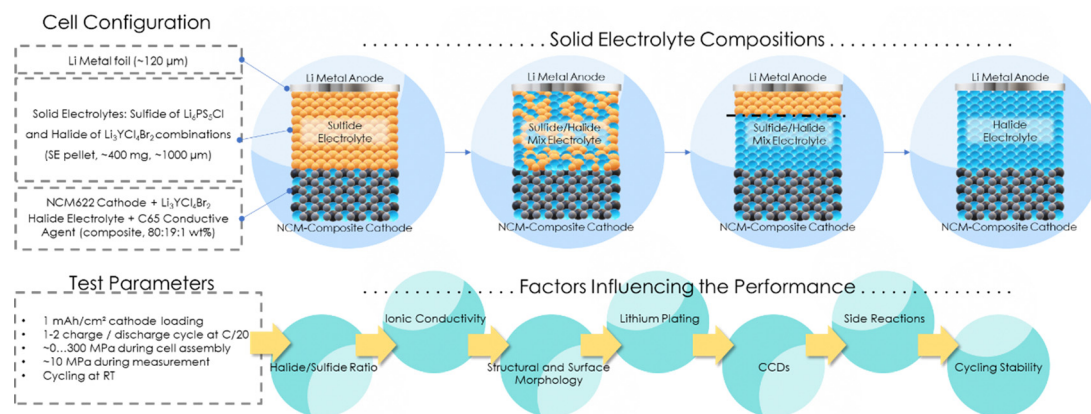 Cell Configuration
Li Metal foil (~120 µm)
Solid Electrolytes: Sulfide of Li₆PS₅Cl
and Halide of Li₃YCl₄Br₂ combinations
(SE pellet, ~400 mg, ~1000 µm)
NCM622 Cathode + Li₃YCl₄Br₂
Halide Electrolyte + C65 Conductive
Agent (composite, 80:19:1 wt%)
Solid Electrolyte Compositions
Li Metal Anode
Sulfide
Electrolyte
NCM-Composite Cathode
Li Metal Anode
Sulfide/Halide
Mix Electrolyte
NCM-Composite Cathode
Li Metal Anode
Sulfide/Halide
Mix Electrolyte
NCM-Composite Cathode
Li Metal Anode
Halide
Electrolyte
NCM-Composite Cathode
Test Parameters
• 1 mAh/cm² cathode loading
• 1-2 charge / discharge cycle at C/20
• ~0...300 MPa during cell assembly
• ~10 MPa during measurement
• Cycling at RT
Factors Influencing the Performance
Halide/Sulfide Ratio
Ionic Conductivity
Structural and Surface
Morphology
Lithium Plating
CCDs
Side Reactions
Cycling Stability